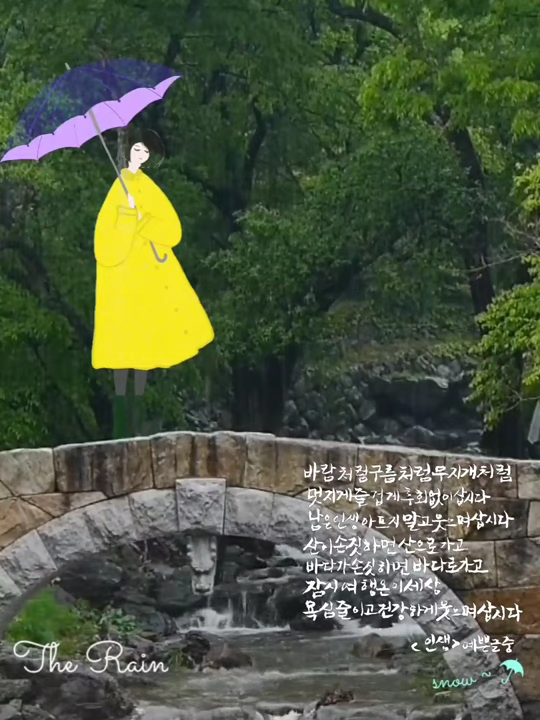 바람처럼구름처럼무지개처럼
멋지게즐겁게 후회없이삽시다
남은인생아프지말고웃으며삽시다
산이손짓하면 산으로가고
바다가손짓하면 바다로가고
잠시여행온이세상
욕심줄이고건강하게웃으며삽시다
<인생>예쁜글중
The Rain
snow~